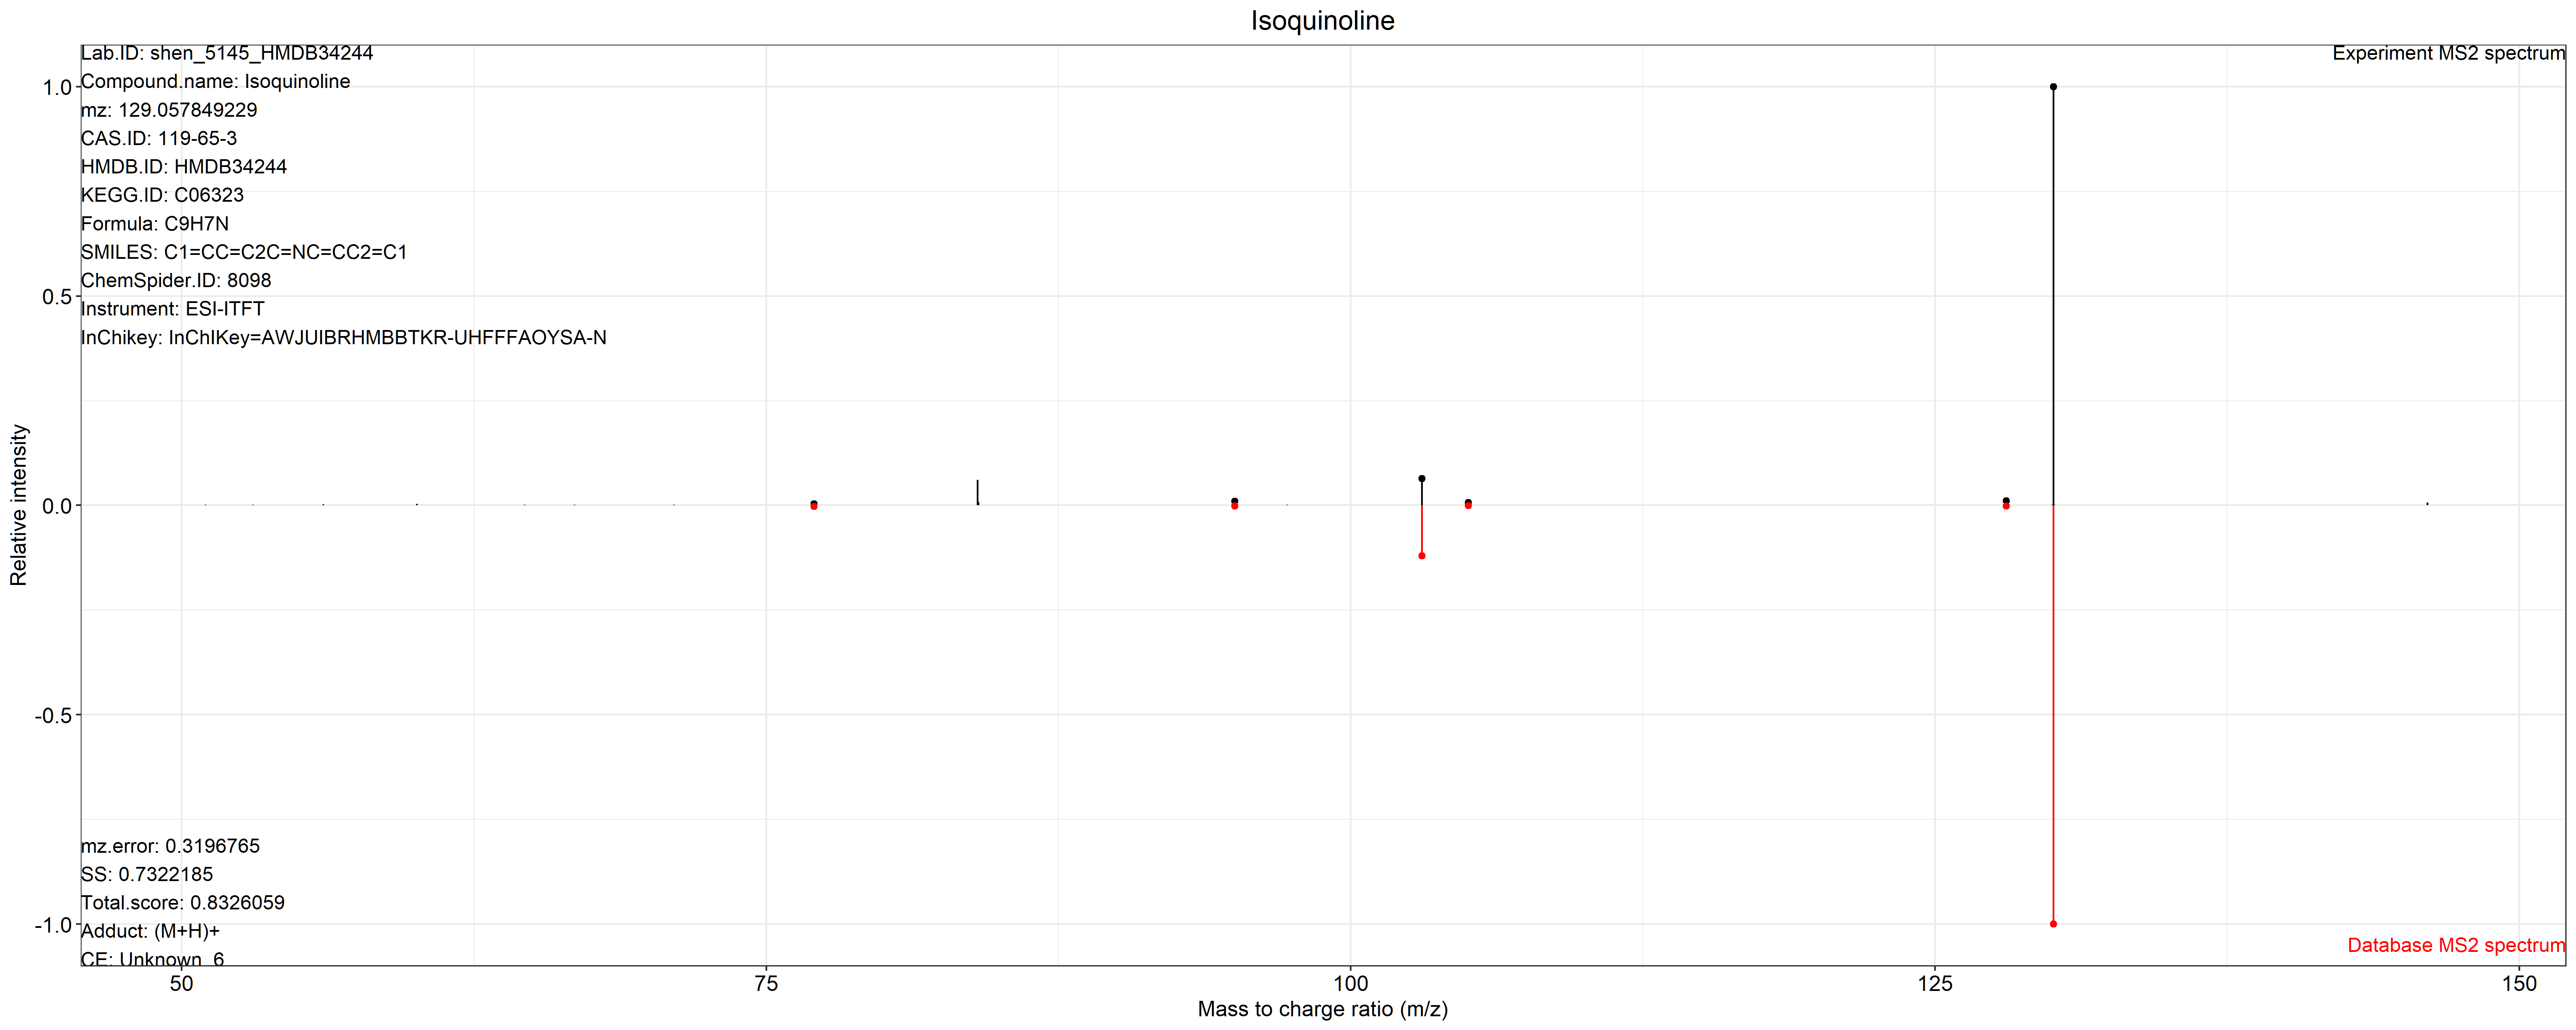 Isoquinoline
Lab.ID: shen_5145_HMDB34244
Experiment MS2 spectrum
Compound.name: Isoquinoline
mz: 129.057849229
CAS.ID: 119-65-3
HMDB.ID: HMDB34244
KEGG.ID: C06323
Formula: C9H7N
SMILES: C1=CC=C2C=NC=CC2=C1
ChemSpider.ID: 8098
Instrument: ESI-ITFT
InChikey: InChIKey=AWJUIBRHMBBTKR-UHFFFAOYSA-N
1.0
0.5
0.0
-0.5
-1.0
Relative intensity
mz.error: 0.3196765
SS: 0.7322185
Total.score: 0.8326059
Adduct: (M+H)+
CE: Unknown_6
Database MS2 spectrum
50
75
100
125
150
Mass to charge ratio (m/z)